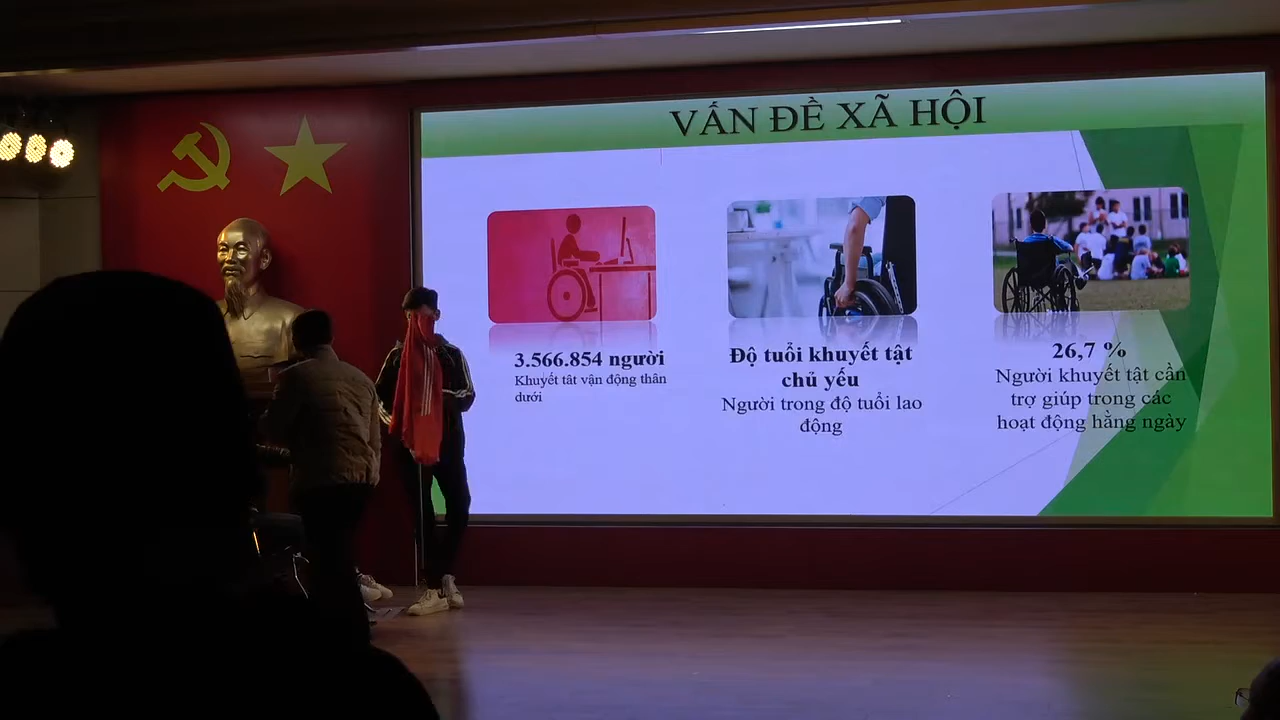 VẤN ĐỀ XÃ HỘI
3.566.854 người
Khuyết tât vận động thân
dưới
Độ tuổi khuyết tật
chủ yếu
Người trong độ tuổi lao
động
26,7 %
Người khuyết tật cần
trợ giúp trong các
hoạt động hằng ngày